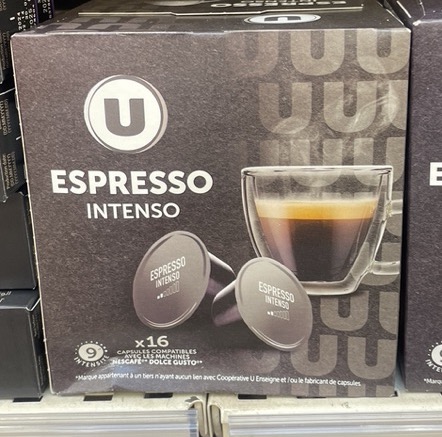 ESPRESSO
U
ESPRESSO
INTENSO
ESPRESSO
INTENSO
ESPRESSO
INTENSO
9
INTENSITÉ
x16
CAPSULES COMPATIBLES
AVEC LES MACHINES
NESCAFÉ* DOLCE GUSTO**
*Marque appartenant à un tiers n'ayant aucun lien avec Coopérative U Enseigne et / ou le fabricant de capsules.